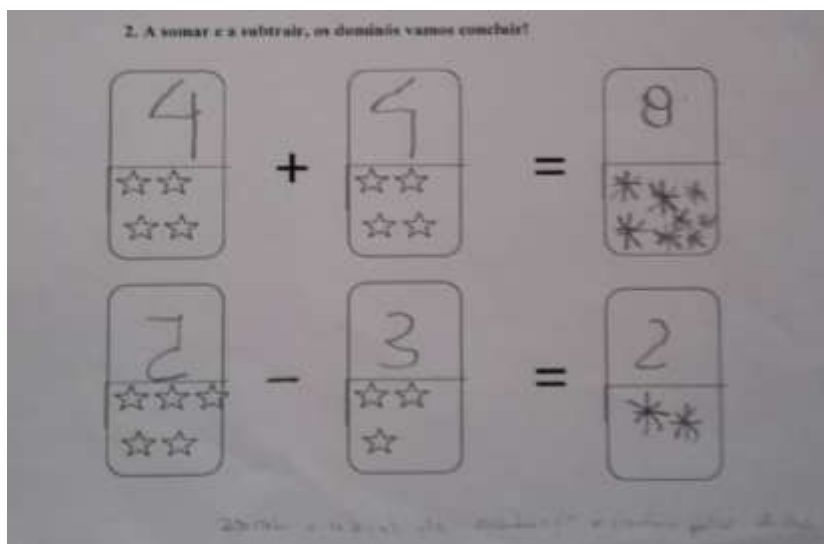 2. A somar e a subtrair, os dominós vamos concluir!
4 + 4 = 8
5 - 3 = 2